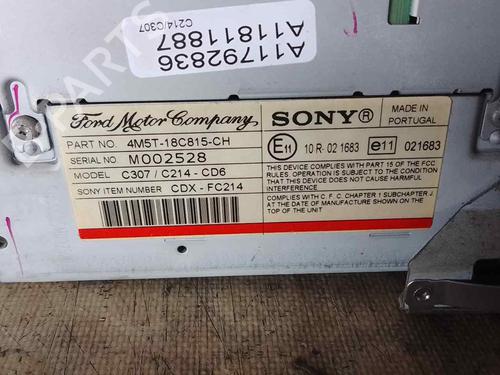 A11792836
A11811887
C214/C307
PARTS
Ford Motor Company
PART NO. 4M5T-18C815-CH
SERIAL NO M002528
MODEL C307 / C214 - CD6
SONY ITEM NUMBER CDX - FC214
SONY®
MADE IN
PORTUGAL
E11 10 R- 02 1683 e11 021683
THIS DEVICE COMPLIES WITH PART 15 OF THE FCC
RULES. OPERATION IS SUBJECT TO CONDITION THAT
THIS DEVICE DOES NOT CAUSE HARMFUL
INTERFERENCE
COMPLIES WITH C. F. C. CHAPTER 1 SUBCHAPTER J
AT THE DATE OF MANUFACTURE SHOWN ON THE
TOP OF THE UNIT